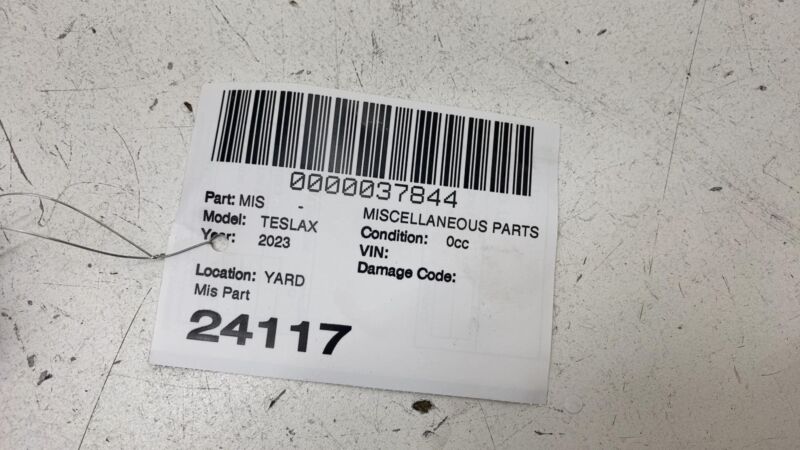 0000037844
Part: MIS -
MISCELLANEOUS PARTS
Model: TESLAX
Condition: 0cc
Year: 2023
VIN:
Damage Code:
Location: YARD
Mis Part
24117